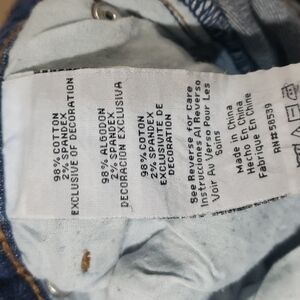 98% COTTON
2% SPANDEX
EXCLUSIVE OF DECORATION
98% ALGODON
2% SPANDEX
DECORACION EXCLUSIVA
98% COTTON
2% SPANDEX
EXCLUSIVITE DE
DECORATION
See Reverse for Care
Instrucciones Al Reverso
Voir Au Verso Pour Les
Soins
Made in China
Hecho En China
Fabrique En Chine
RN#58539